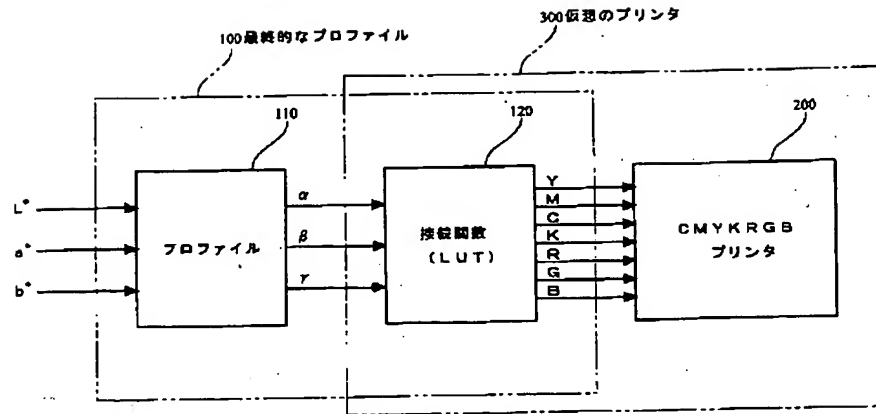 100最終的なプロファイル
300仮想のプリンタ
110
120
200
L*
a*
b*
プロファイル
α
β
γ
接続関数
(LUT)
Y
M
C
K
R
G
B
CMYKRGB
プリンタ